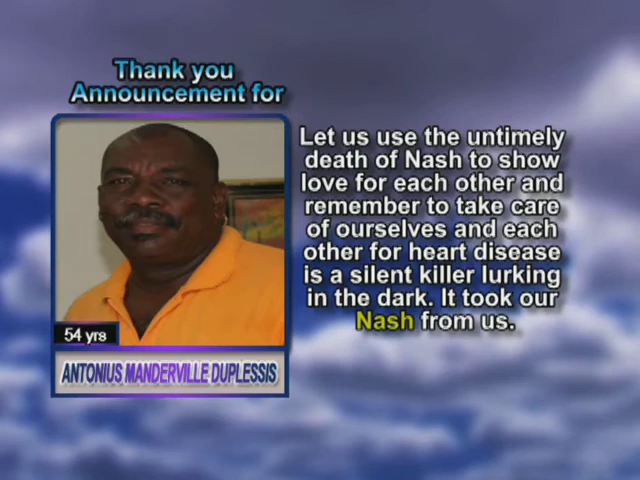 Thank you
Announcement for
54 yrs
ANTONIUS MANDERVILLE DUPLESSIS
Let us use the untimely
death of Nash to show
love for each other and
remember to take care
of ourselves and each
other for heart disease
is a silent killer lurking
in the dark. It took our
Nash from us.